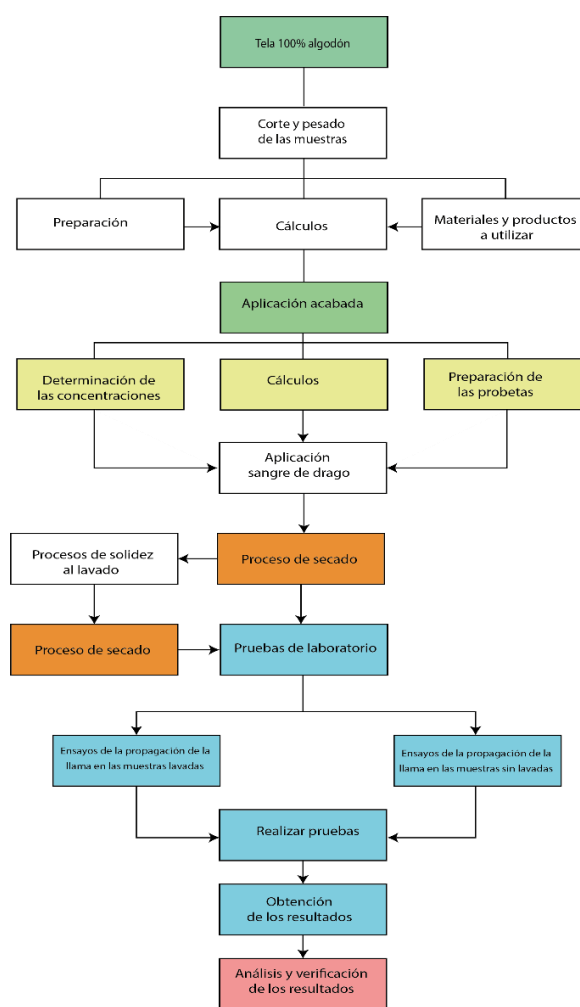 Tela 100% algodón
Corte y pesado
de las muestras
Preparación
Cálculos
Materiales y productos
a utilizar
Aplicación acabada
Determinación de
las concentraciones
Cálculos
Preparación de
las probetas
Aplicación
sangre de drago
Procesos de solidez
al lavado
Proceso de secado
Proceso de secado
Pruebas de laboratorio
Ensayos de la propagación de la
llama en las muestras lavadas
Ensayos de la propagación de la
llama en las muestras sin lavadas
Realizar pruebas
Obtención
de los resultados
Análisis y verificación
de los resultados